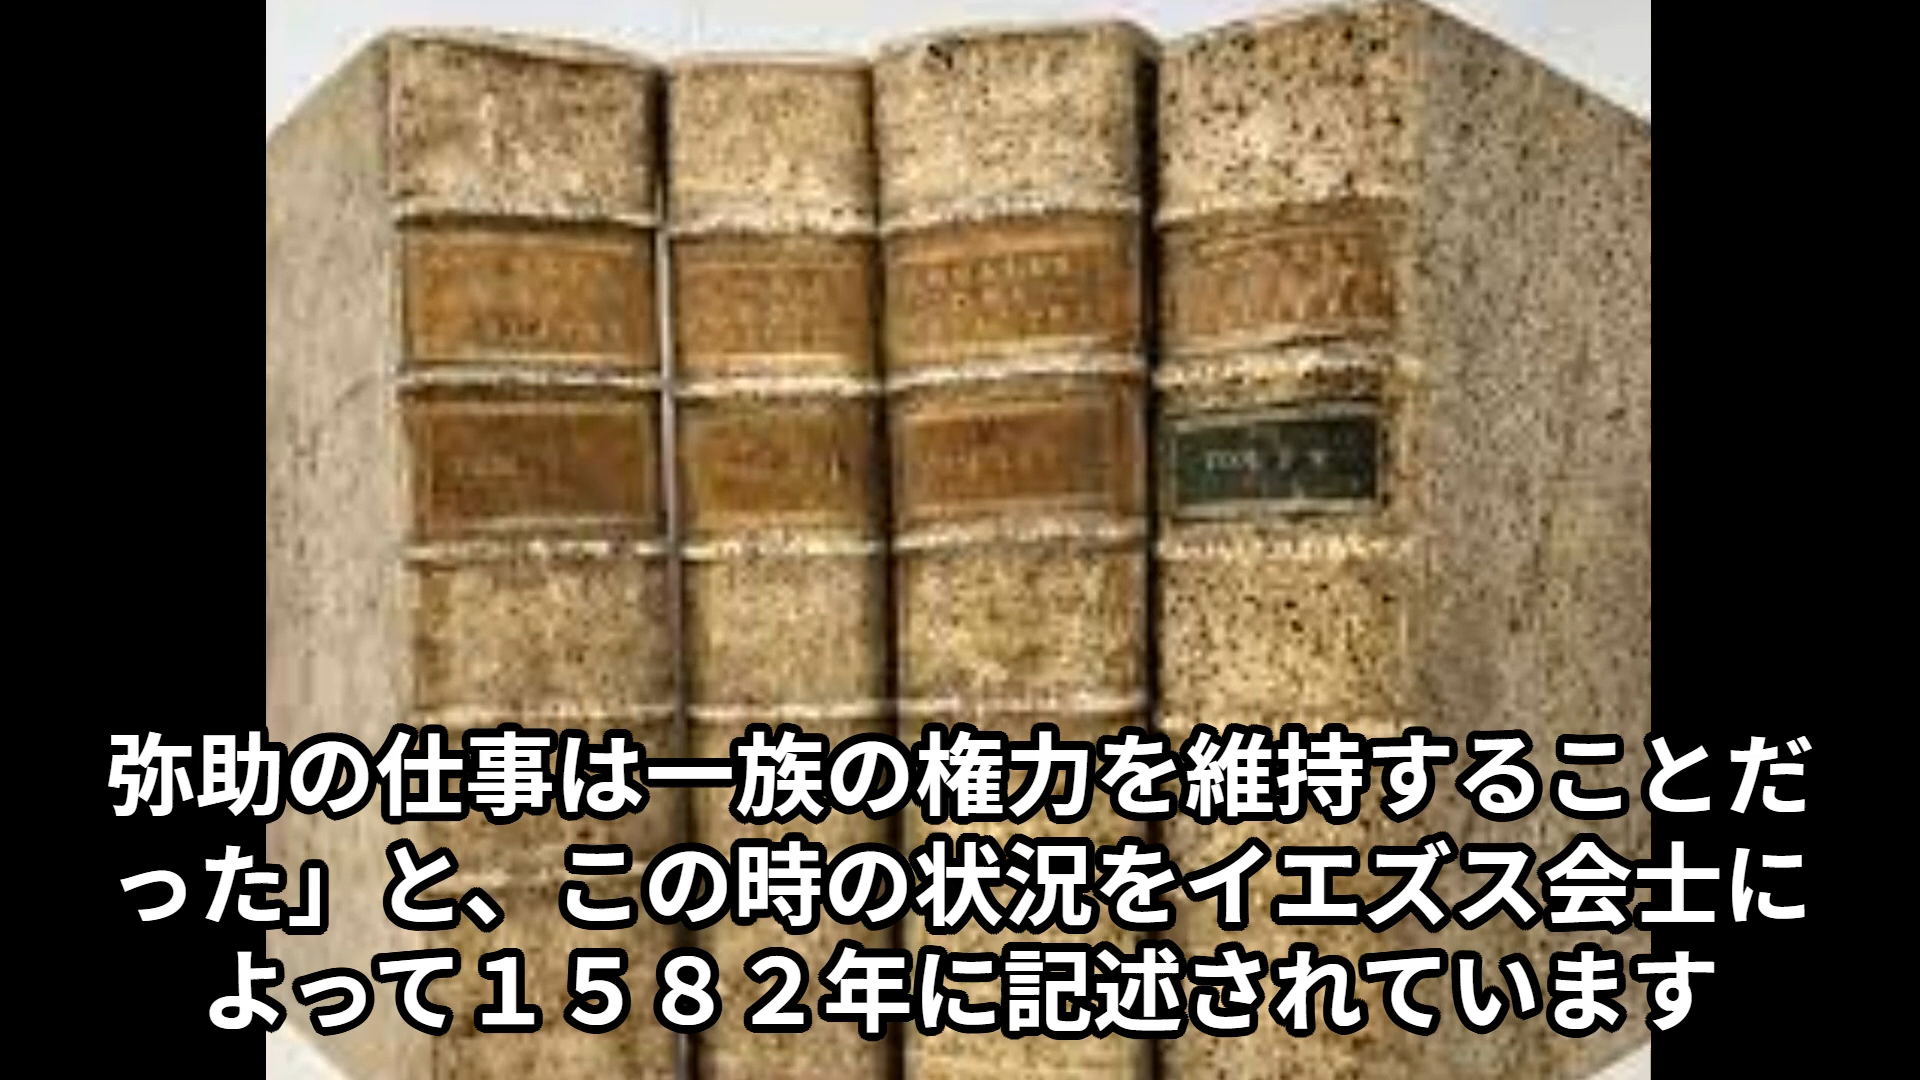 弥助の仕事は一族の権力を維持することだ
った」と、この時の状況をイエズス会士に
よって１５８２年に記述されています